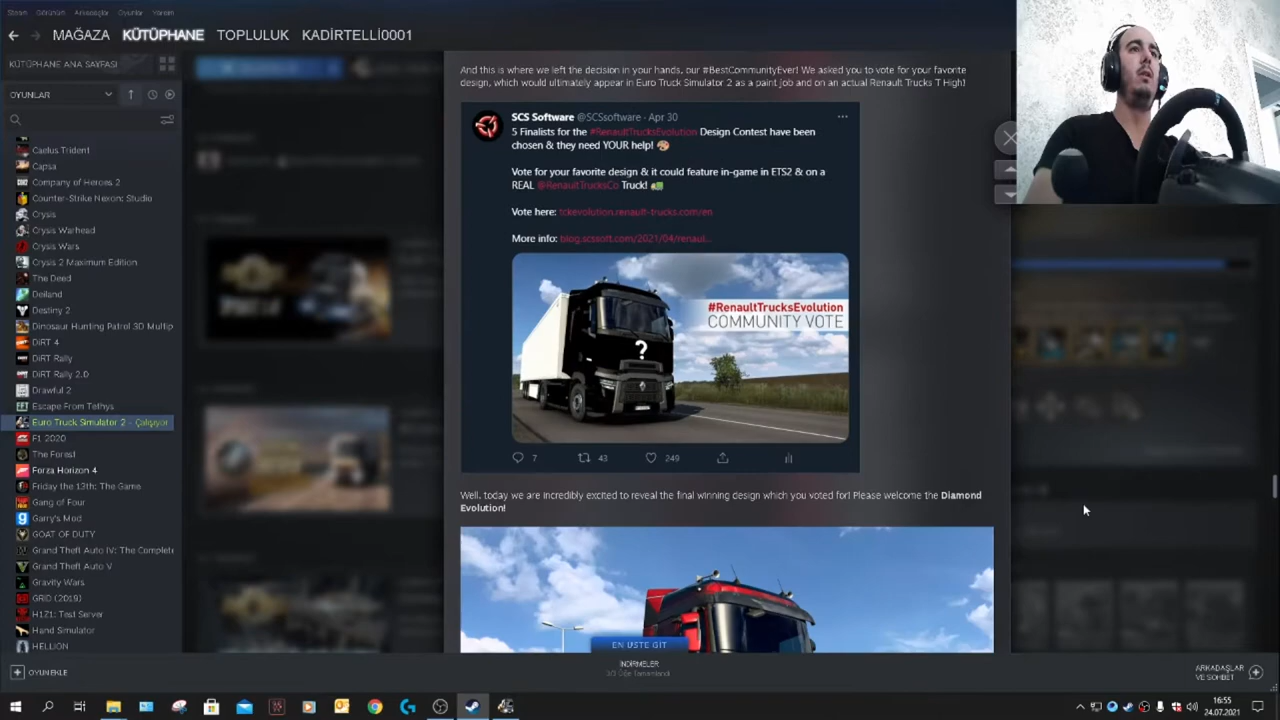 Steam Görünüm Arkadaşlar Oyunlar Yardım
MAĞAZA KÜTÜPHANE TOPLULUK KADİRTELLİ0001
KÜTÜPHANE ANA SAYFASI
OYUNLAR
Caelus Trident
Capsa
Company of Heroes 2
Counter-Strike Nexon: Studio
Crysis
Crysis Warhead
Crysis Wars
Crysis 2 Maximum Edition
The Deed
Deiland
Destiny 2
Dinosaur Hunting Patrol 3D Multip
DiRT 4
DiRT Rally
DiRT Rally 2.0
Drawful 2
Escape From Tethys
Euro Truck Simulator 2 - Çalışıyor
F1 2020
The Forest
Forza Horizon 4
Friday the 13th: The Game
Gang of Four
Garry's Mod
GOAT OF DUTY
Grand Theft Auto IV: The Complete
Grand Theft Auto V
Gravity Wars
GRID (2019)
H1Z1: Test Server
Hand Simulator
HELLION
And this is where we left the decision in your hands, our #BestCommunityEver! We asked you to vote for your favorite
design, which would ultimately appear in Euro Truck Simulator 2 as a paint job and on an actual Renault Trucks T High!
SCS Software @SCSsoftware · Apr 30
5 Finalists for the #RenaultTrucksEvolution Design Contest have been
chosen & they need YOUR help!
Vote for your favorite design & it could feature in-game in ETS2 & on a
REAL @RenaultTrucksCo Truck!
Vote here: tckevolution.renault-trucks.com/en
More info: blog.scssoft.com/2021/04/renaul...
#RenaultTrucksEvolution
COMMUNITY VOTE
?
7 43 249
Well, today we are incredibly excited to reveal the final winning design which you voted for! Please welcome the Diamond
Evolution!
EN ÜSTE GİT
OYUN EKLE
İNDİRMELER
ARKADAŞLAR
VE SOHBET
16:55
24.07.2021